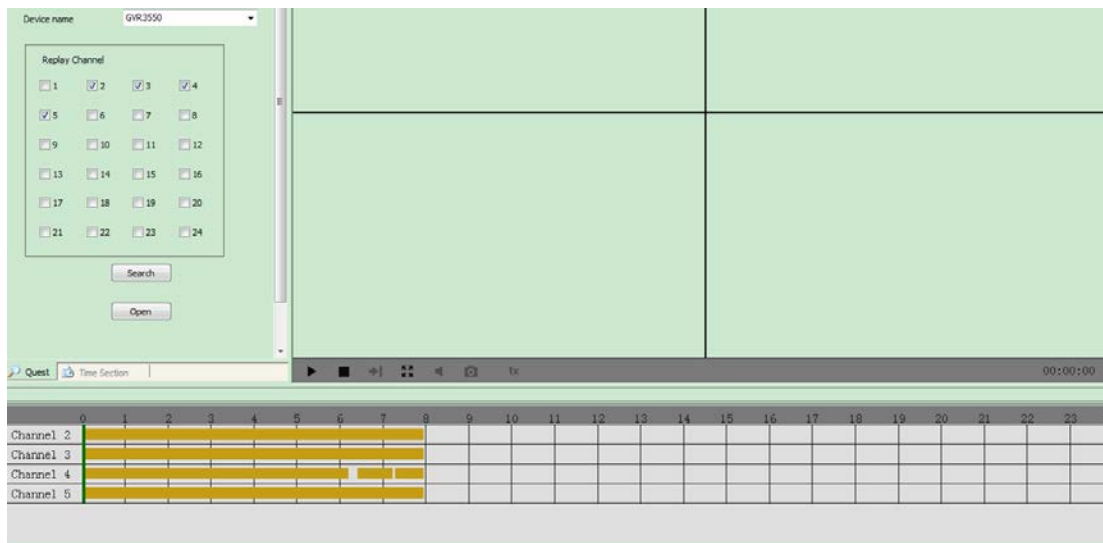 Device name GVR3550
Replay Channel
1 2 3 4
5 6 7 8
9 10 11 12
13 14 15 16
17 18 19 20
21 22 23 24
Search
Open
Quest Time Section
1x 00:00:00
0 1 2 3 4 5 6 7 8 9 10 11 12 13 14 15 16 17 18 19 20 21 22 23
Channel 2
Channel 3
Channel 4
Channel 5